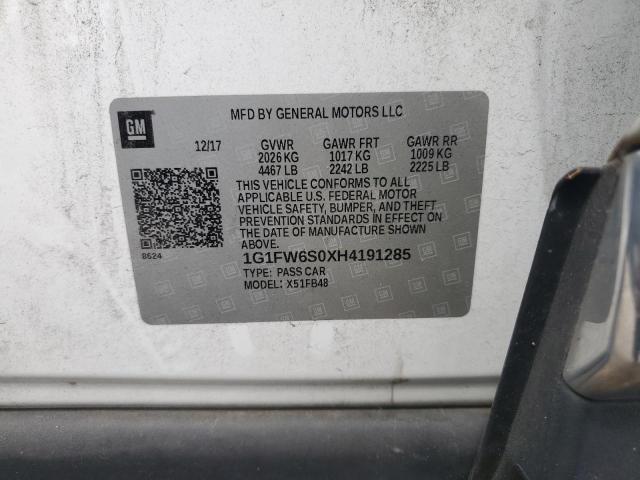 MFD BY GENERAL MOTORS LLC
GM
12/17 GVWR GAWR FRT GAWR RR
2026 KG 1017 KG 1009 KG
4467 LB 2242 LB 2225 LB
THIS VEHICLE CONFORMS TO ALL
APPLICABLE U.S. FEDERAL MOTOR
VEHICLE SAFETY, BUMPER, AND THEFT
PREVENTION STANDARDS IN EFFECT ON
THE DATE OF MANUFACTURE SHOWN
ABOVE.
8624
1G1FW6S0XH4191285
TYPE: PASS CAR
MODEL: X51FB48